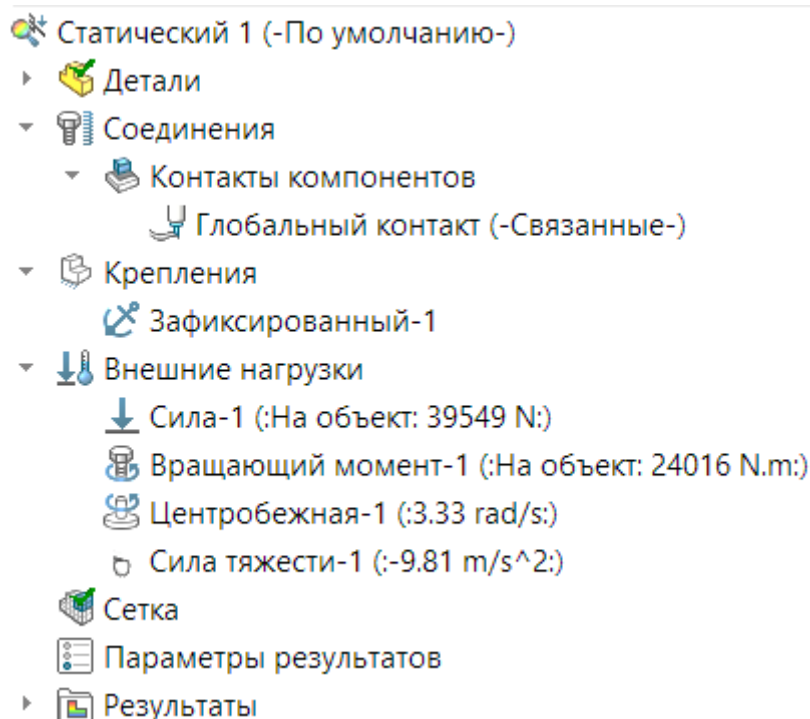 Статический 1 (-По умолчанию-)
Детали
Соединения
Контакты компонентов
Глобальный контакт (-Связанные-)
Крепления
Зафиксированный-1
Внешние нагрузки
Сила-1 (:На объект: 39549 N:)
Вращающий момент-1 (:На объект: 24016 N.m:)
Центробежная-1 (:3.33 rad/s:)
Сила тяжести-1 (:-9.81 m/s^2:)
Сетка
Параметры результатов
Результаты